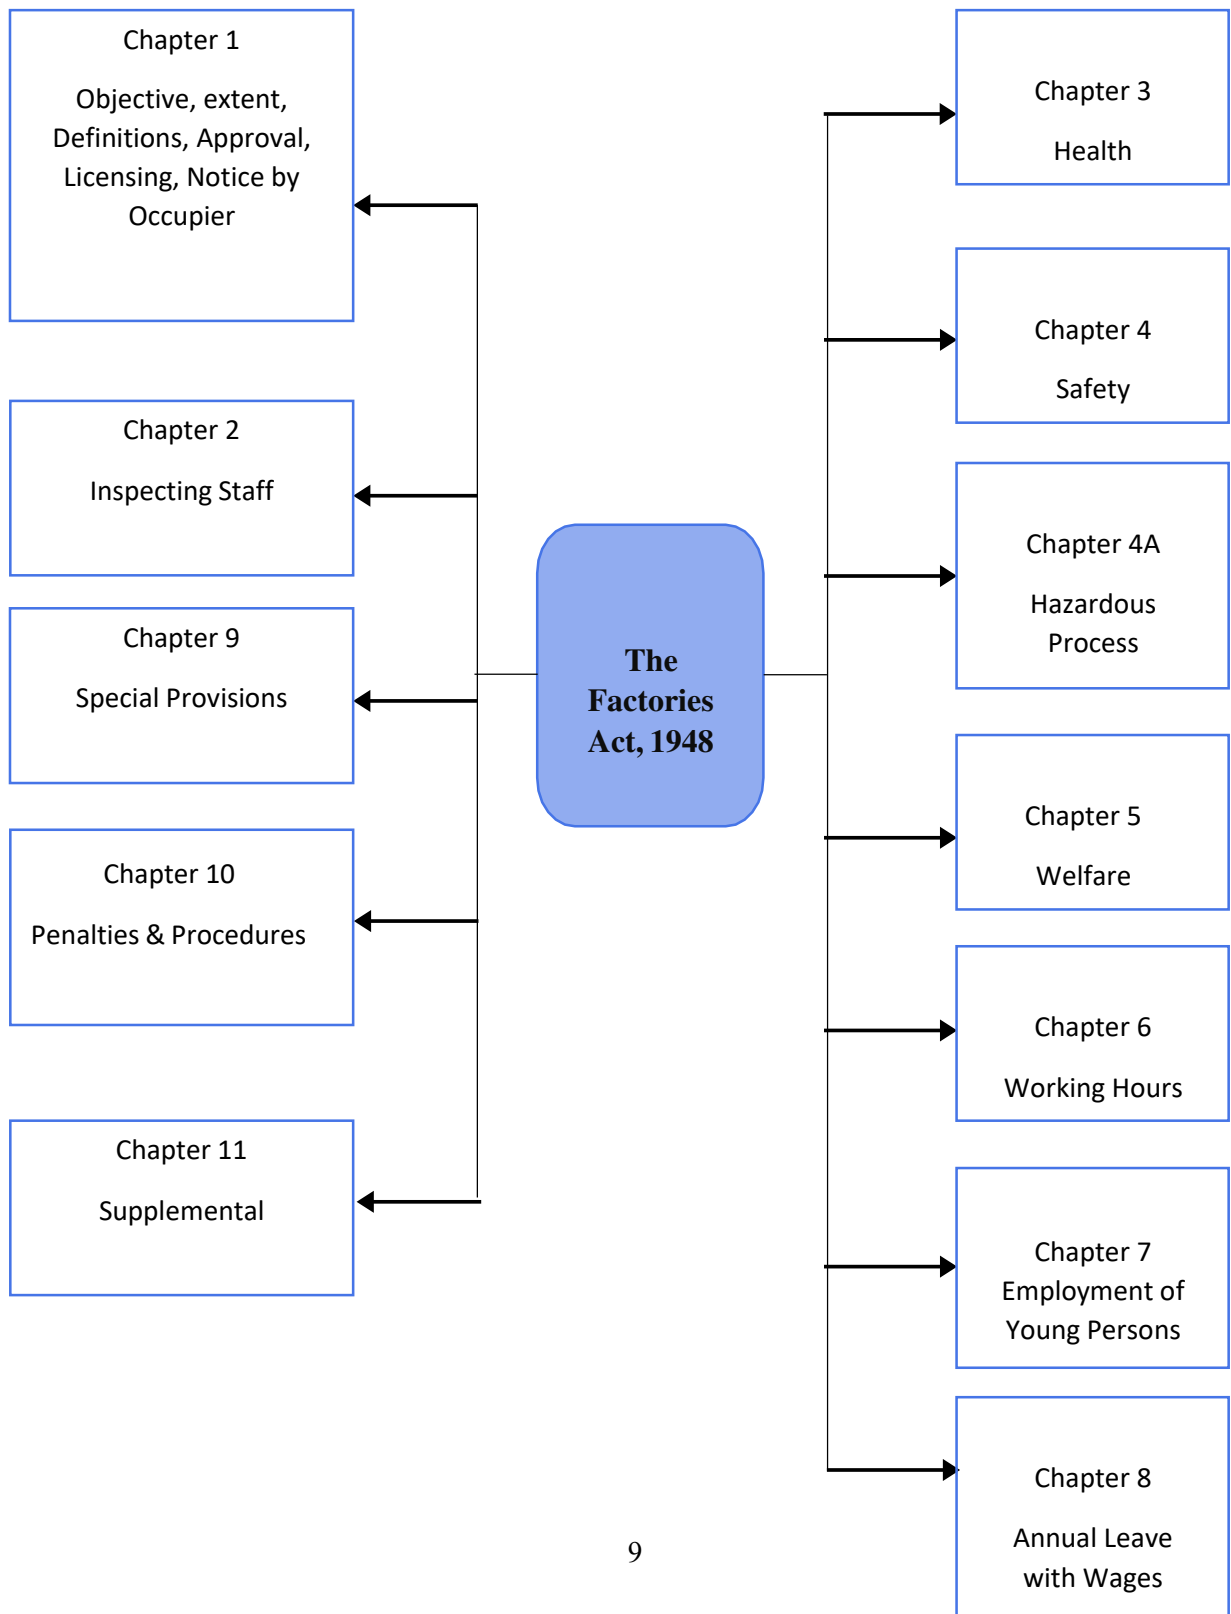 Chapter 1
Objective, extent,
Definitions, Approval,
Licensing, Notice by
Occupier
Chapter 2
Inspecting Staff
Chapter 9
Special Provisions
Chapter 10
Penalties & Procedures
Chapter 11
Supplemental
The
Factories
Act, 1948
Chapter 3
Health
Chapter 4
Safety
Chapter 4A
Hazardous
Process
Chapter 5
Welfare
Chapter 6
Working Hours
Chapter 7
Employment of
Young Persons
Chapter 8
Annual Leave
with Wages
9